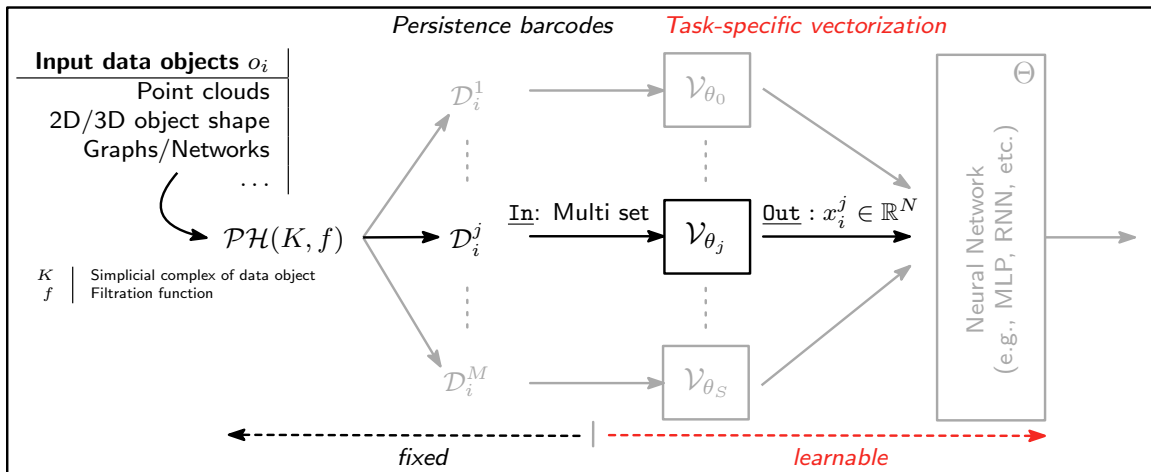 Persistence barcodes
Task-specific vectorization
Input data objects $o_i$
Point clouds
2D/3D object shape
Graphs/Networks
...
$\mathcal{PH}(K, f)$
$K$ | Simplicial complex of data object
$f$ | Filtration function
$\mathcal{D}_i^1$
$\mathcal{D}_i^j$
$\mathcal{D}_i^M$
In: Multi set
$\mathcal{V}_{\theta_0}$
$\mathcal{V}_{\theta_j}$
$\mathcal{V}_{\theta_S}$
Out : $x_i^j \in \mathbb{R}^N$
Θ
Neural Network
(e.g., MLP, RNN, etc.)
fixed
learnable